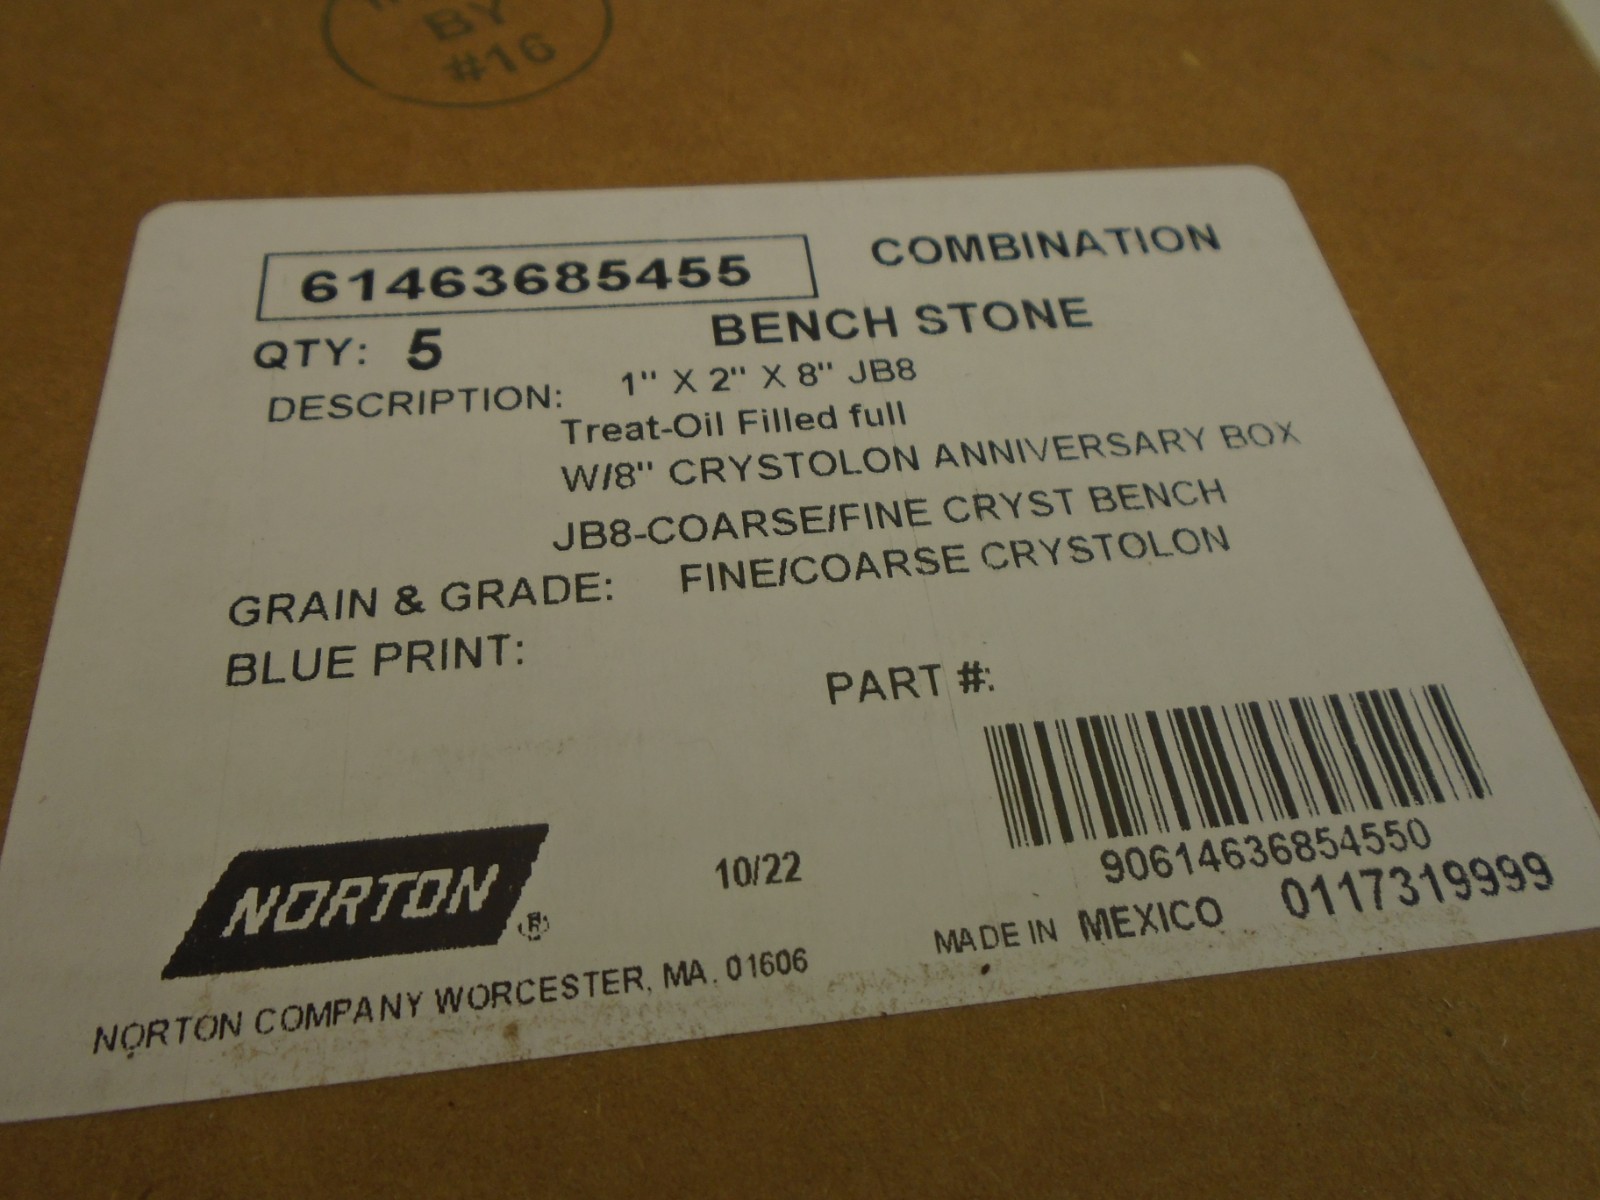 BY
#16
61463685455
COMBINATION
QTY: 5
BENCH STONE
DESCRIPTION: 1" X 2" X 8" JB8
Treat-Oil Filled full
W/8" CRYSTOLON ANNIVERSARY BOX
JB8-COARSE/FINE CRYST BENCH
GRAIN & GRADE: FINE/COARSE CRYSTOLON
BLUE PRINT:
PART #:
90614636854550
NORTON ®
10/22
MADE IN MEXICO 0117319999
NORTON COMPANY WORCESTER, MA. 01606